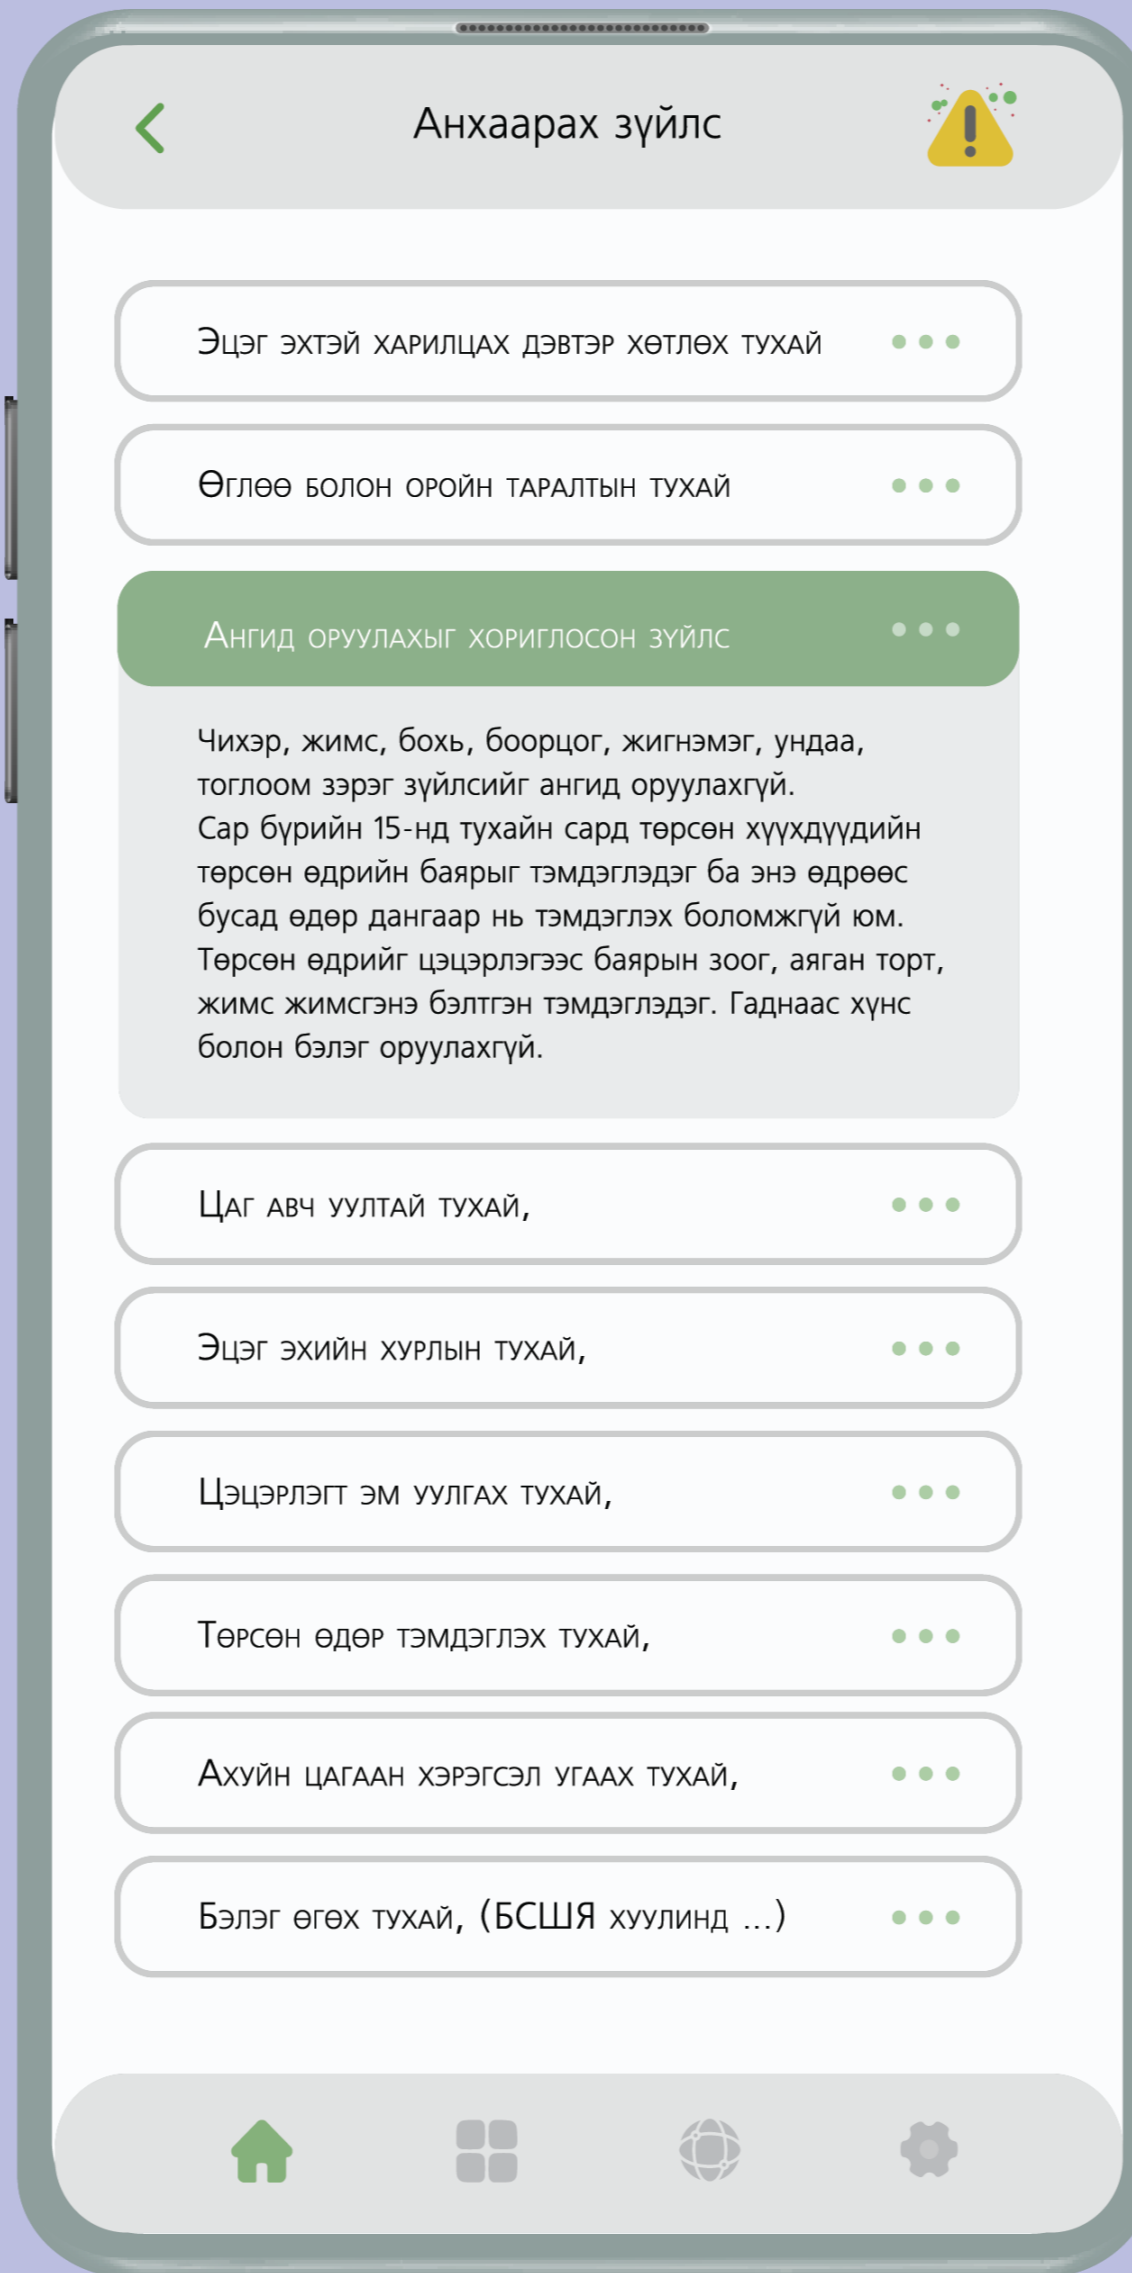 Анхаарах зүйлс
Эцэг эхтэй харилцах дэвтэр хөтлөх тухай
Өглөө болон оройн таралтын тухай
Ангид оруулахыг хориглосон зүйлс
Чихэр, жимс, бохь, боорцог, жигнэмэг, ундаа,
тоглоом зэрэг зүйлсийг ангид оруулахгүй.
Сар бүрийн 15-нд тухайн сард төрсөн хүүхдүүдийн
төрсөн өдрийн баярыг тэмдэглэдэг ба энэ өдрөөс
бусад өдөр дангаар нь тэмдэглэх боломжгүй юм.
Төрсөн өдрийг цэцэрлэгээс баярын зоог, аяган торт,
жимс жимсгэнэ бэлтгэн тэмдэглэдэг. Гаднаас хүнс
болон бэлэг оруулахгүй.
Цаг авч уултай тухай,
Эцэг эхийн хурлын тухай,
Цэцэрлэгт эм уулгах тухай,
Төрсөн өдөр тэмдэглэх тухай,
Ахуйн цагаан хэрэгсэл угаах тухай,
Бэлэг өгөх тухай, (БСШЯ хуулинд ...)